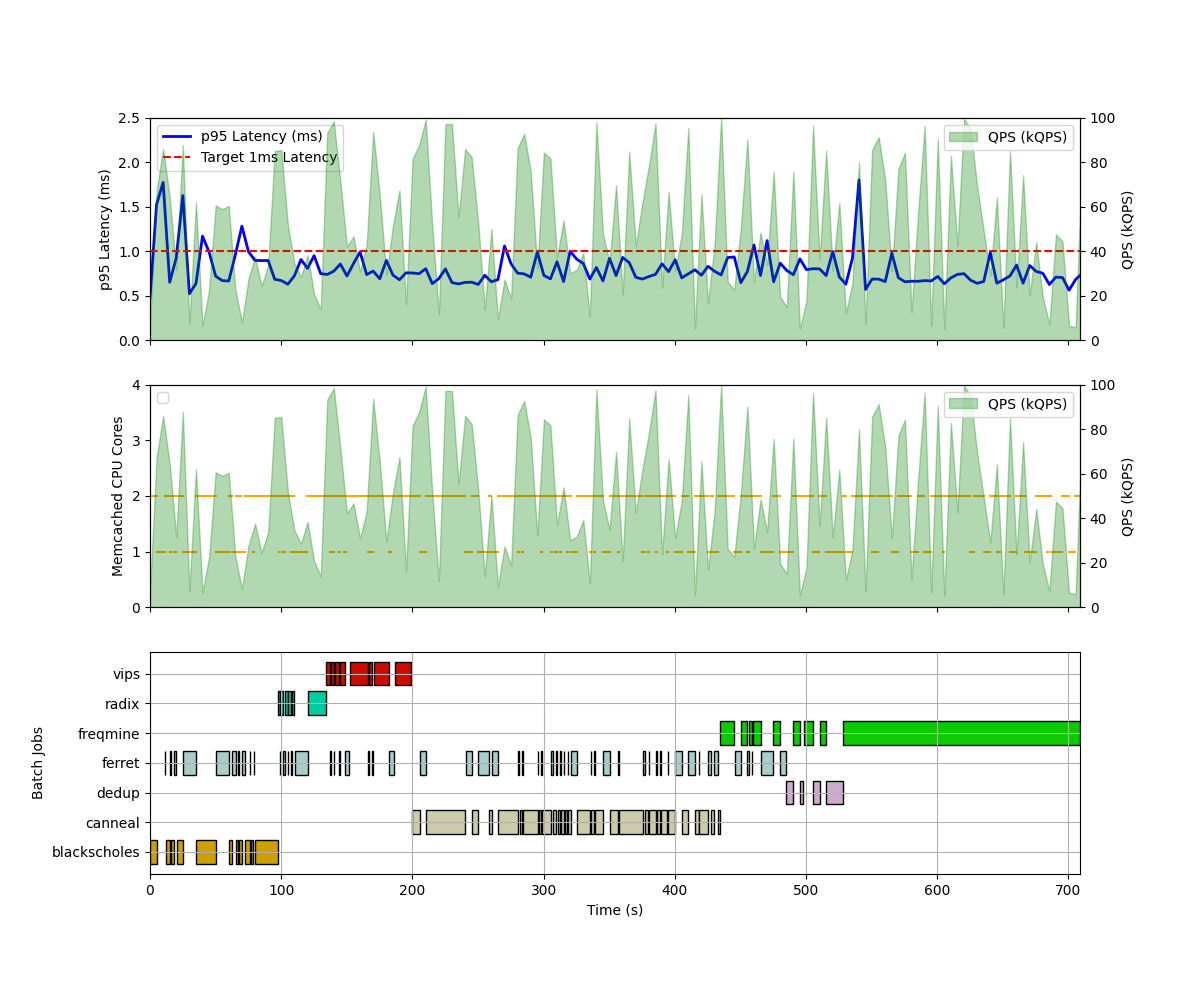 2.5
2.0
1.5
1.0
0.5
0.0
p95 Latency (ms)
p95 Latency (ms)
Target 1ms Latency
QPS (kQPS)
100
80
60
40
20
0
QPS (kQPS)
4
3
2
1
0
Memcached CPU Cores
QPS (kQPS)
100
80
60
40
20
0
QPS (kQPS)
vips
radix
freqmine
ferret
dedup
canneal
blackscholes
Batch Jobs
0 100 200 300 400 500 600 700
Time (s)